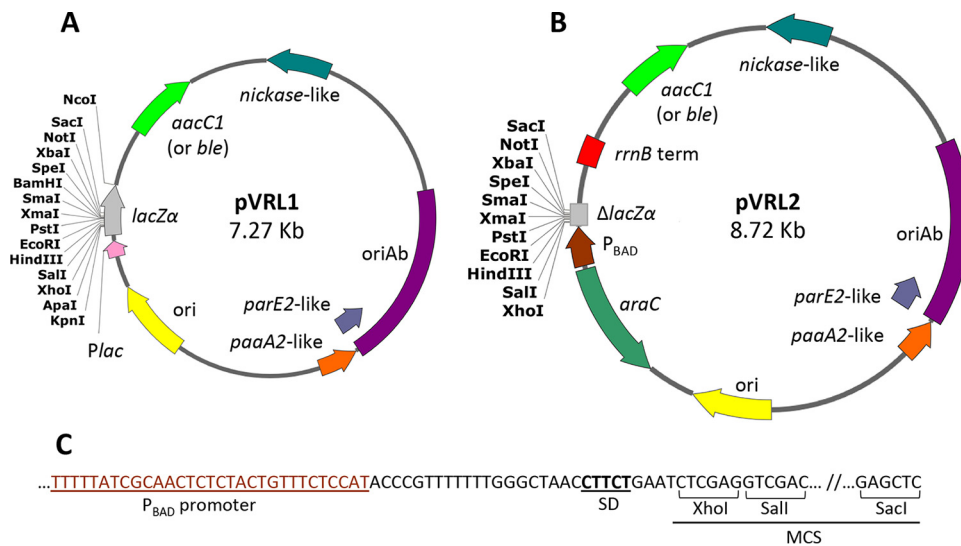 A
NcoI
SacI
NotI
XbaI
SpeI
BamHI
SmaI
XmaI
PstI
EcoRI
HindIII
SalI
XhoI
ApaI
KpnI
Plac
lacZα
aacC1
(or ble)
nickase-like
pVRL1
7.27 Kb
oriAb
parE2-like
paaA2-like
ori
B
SacI
NotI
XbaI
SpeI
SmaI
XmaI
PstI
EcoRI
HindIII
SalI
XhoI
aacC1
(or ble)
nickase-like
rrnB term
ΔlacZα
PBAD
araC
pVRL2
8.72 Kb
oriAb
parE2-like
paaA2-like
ori
C
...TTTTTATCGCAACTCTCTACTGTTTCTCCATACCCGTTTTTTTGGGCTAACCTTCTGAATCTCGAGGTCGAC... //...GAGCTC
PBAD promoter SD XhoI SalI SacI
MCS